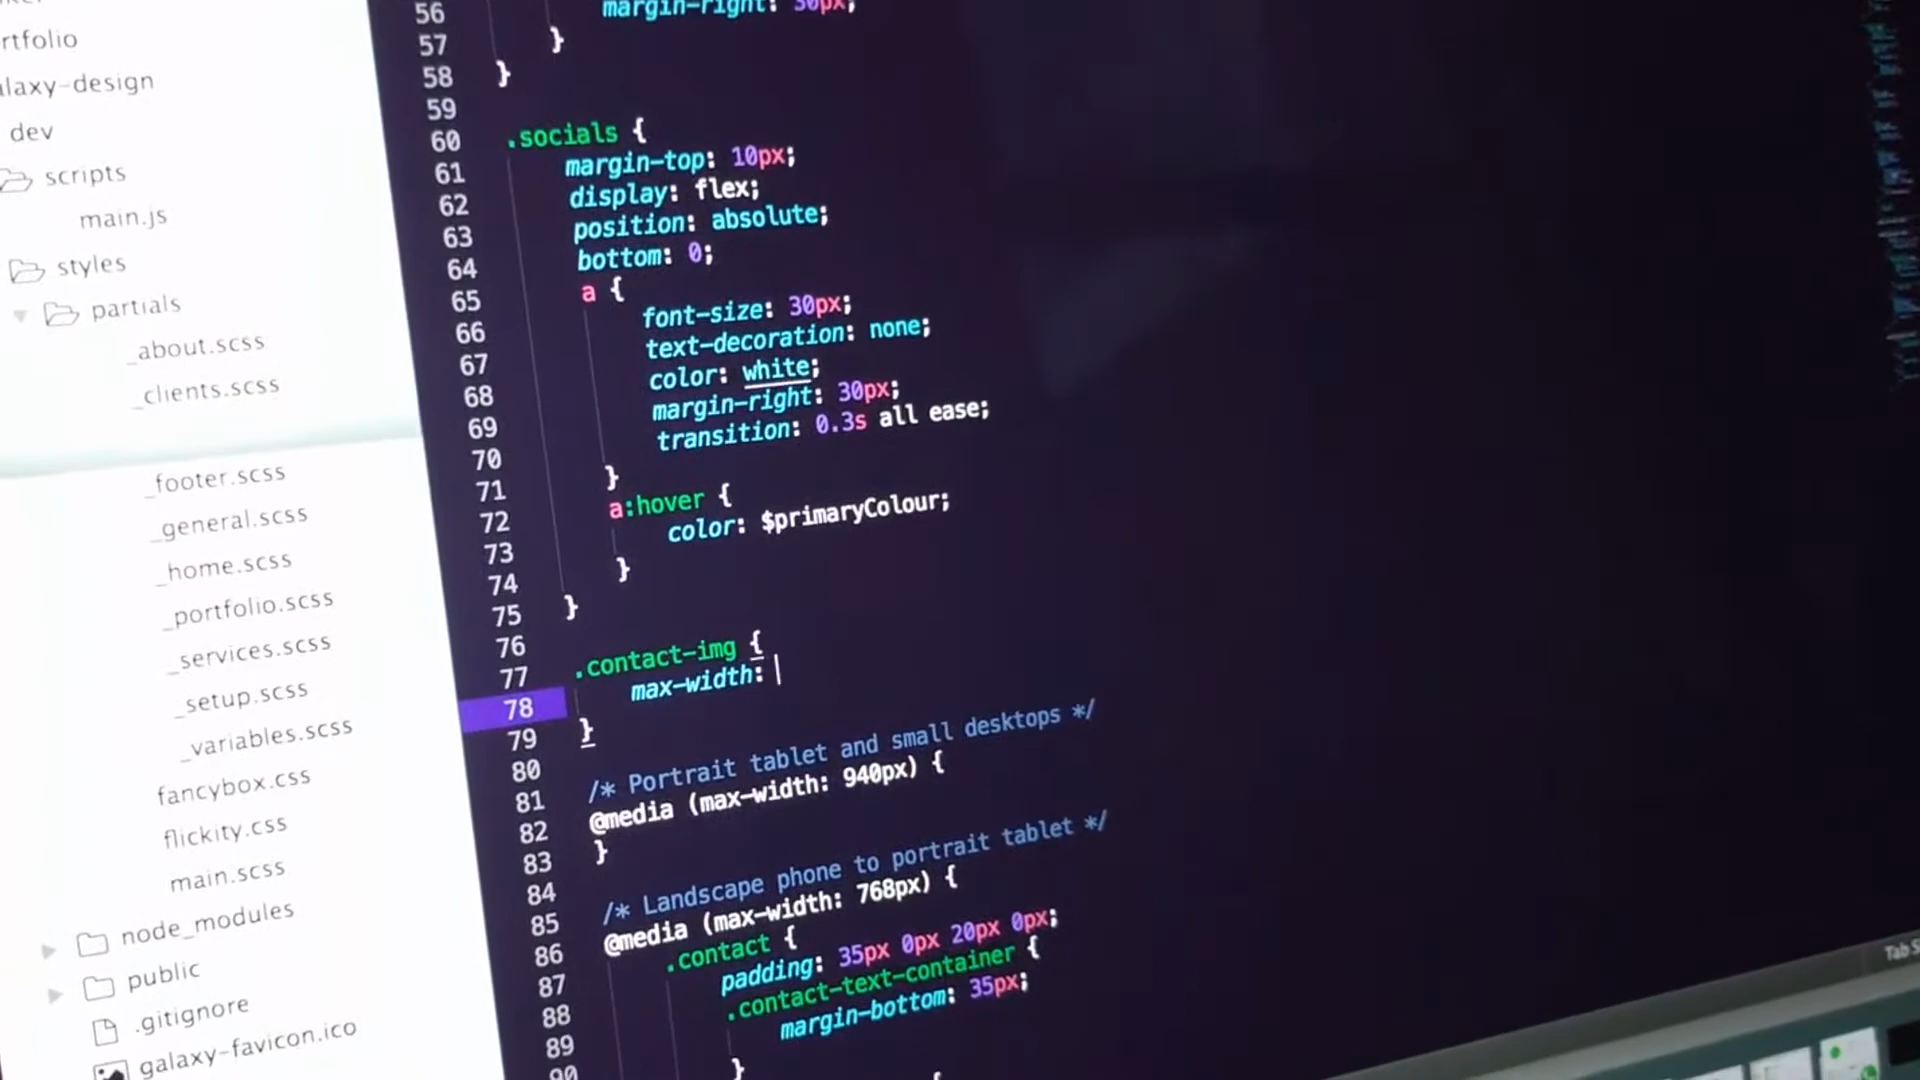 rtfolio
laxy-design
dev
scripts
main.js
styles
partials
_about.scss
_clients.scss
_footer.scss
_general.scss
_home.scss
_portfolio.scss
_services.scss
_setup.scss
_variables.scss
fancybox.css
flickity.css
main.scss
node_modules
public
.gitignore
galaxy-favicon.ico
56
57
58
59
60
61
62
63
64
65
66
67
68
69
70
71
72
73
74
75
76
77
78
79
80
81
82
83
84
85
86
87
88
89
90
margin-right: 30px;
}
}
.socials {
margin-top: 10px;
display: flex;
position: absolute;
bottom: 0;
a {
font-size: 30px;
text-decoration: none;
color: white;
margin-right: 30px;
transition: 0.3s all ease;
}
a:hover {
color: $primaryColour;
}
}
.contact-img {
max-width:
}
/* Portrait tablet and small desktops */
@media (max-width: 940px) {
}
/* Landscape phone to portrait tablet */
@media (max-width: 768px) {
.contact {
padding: 35px 0px 20px 0px;
.contact-text-container {
margin-bottom: 35px;
}
{
Tab S